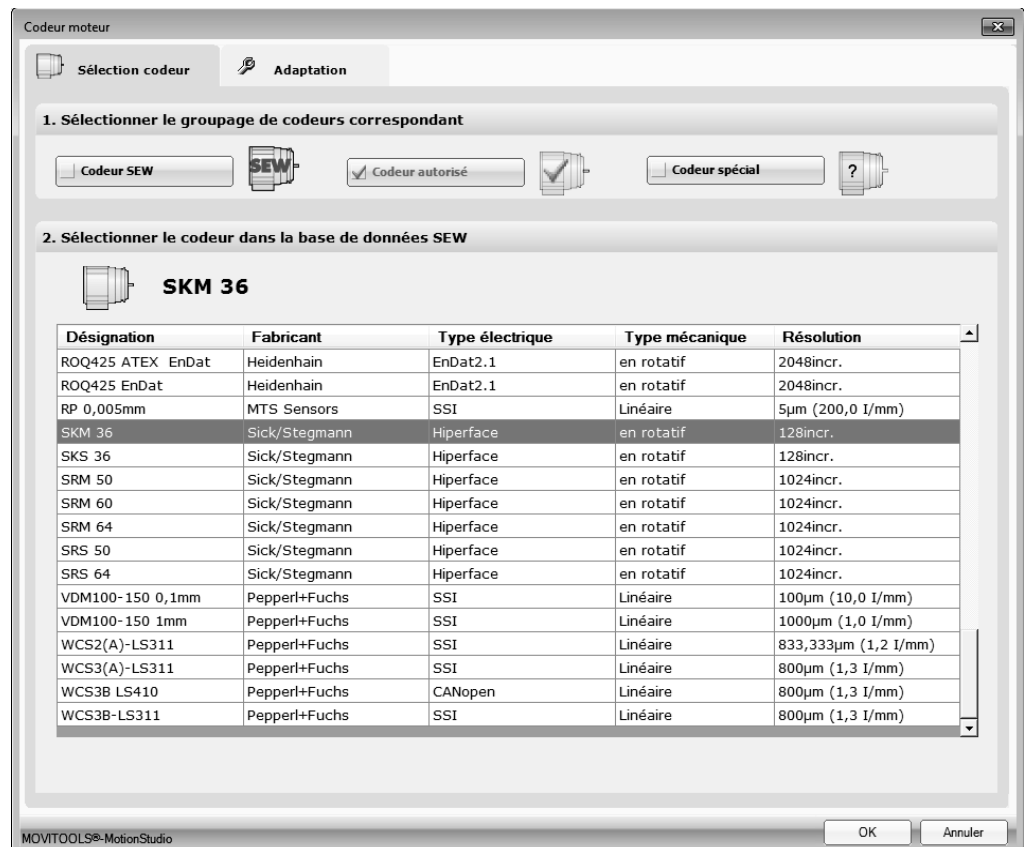 Codeur moteur
Sélection codeur
Adaptation
1. Sélectionner le groupage de codeurs correspondant
Codeur SEW
SEW
Codeur autorisé
Codeur spécial
?
2. Sélectionner le codeur dans la base de données SEW
SKM 36
Désignation Fabricant Type électrique Type mécanique Résolution
ROQ425 ATEX EnDat Heidenhain EnDat2.1 en rotatif 2048incr.
ROQ425 EnDat Heidenhain EnDat2.1 en rotatif 2048incr.
RP 0,005mm MTS Sensors SSI Linéaire 5µm (200,0 I/mm)
SKM 36 Sick/Stegmann Hiperface en rotatif 128incr.
SKS 36 Sick/Stegmann Hiperface en rotatif 128incr.
SRM 50 Sick/Stegmann Hiperface en rotatif 1024incr.
SRM 60 Sick/Stegmann Hiperface en rotatif 1024incr.
SRM 64 Sick/Stegmann Hiperface en rotatif 1024incr.
SRS 50 Sick/Stegmann Hiperface en rotatif 1024incr.
SRS 64 Sick/Stegmann Hiperface en rotatif 1024incr.
VDM100-150 0,1mm Pepperl+Fuchs SSI Linéaire 100µm (10,0 I/mm)
VDM100-150 1mm Pepperl+Fuchs SSI Linéaire 1000µm (1,0 I/mm)
WCS2(A)-LS311 Pepperl+Fuchs SSI Linéaire 833,333µm (1,2 I/mm)
WCS3(A)-LS311 Pepperl+Fuchs SSI Linéaire 800µm (1,3 I/mm)
WCS3B LS410 Pepperl+Fuchs CANopen Linéaire 800µm (1,3 I/mm)
WCS3B-LS311 Pepperl+Fuchs SSI Linéaire 800µm (1,3 I/mm)
OK
Annuler
MOVITOOLS®-MotionStudio